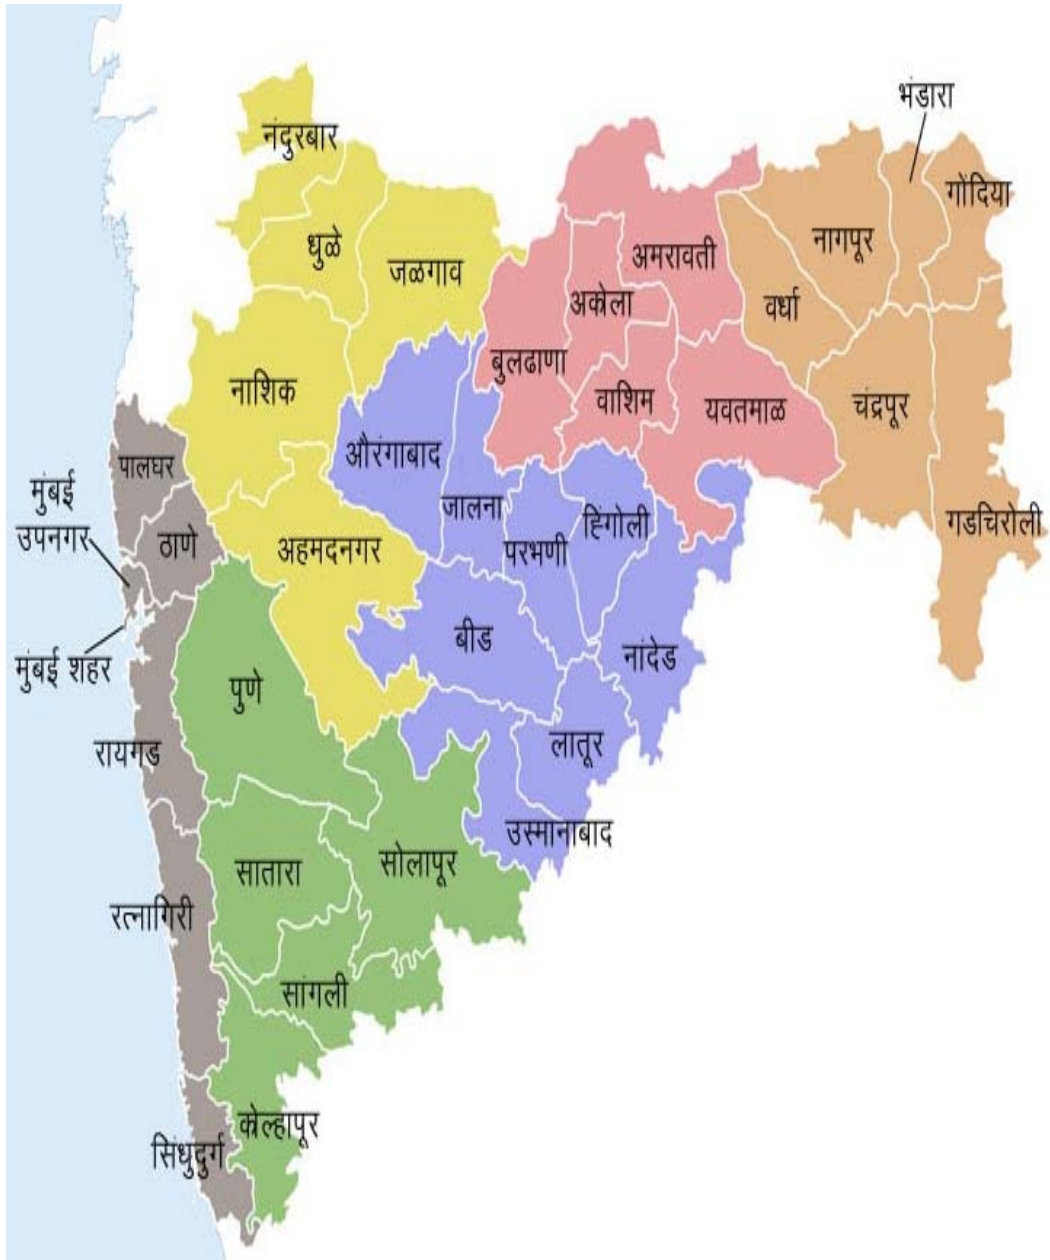 भंडारा
नंदुरबार
गोंदिया
धुळे
नागपूर
अमरावती
जळगाव
अकोला
वर्धा
बुलढाणा
नाशिक
वाशिम
यवतमाळ
चंद्रपूर
औरंगाबाद
पालघर
मुंबई
उपनगर
जालना
हिंगोली
गडचिरोली
ठाणे
अहमदनगर
परभणी
बीड
नांदेड
मुंबई शहर
पुणे
लातूर
रायगड
उस्मानाबाद
सोलापूर
सातारा
रत्नागिरी
सांगली
कोल्हापूर
सिंधुदुर्ग